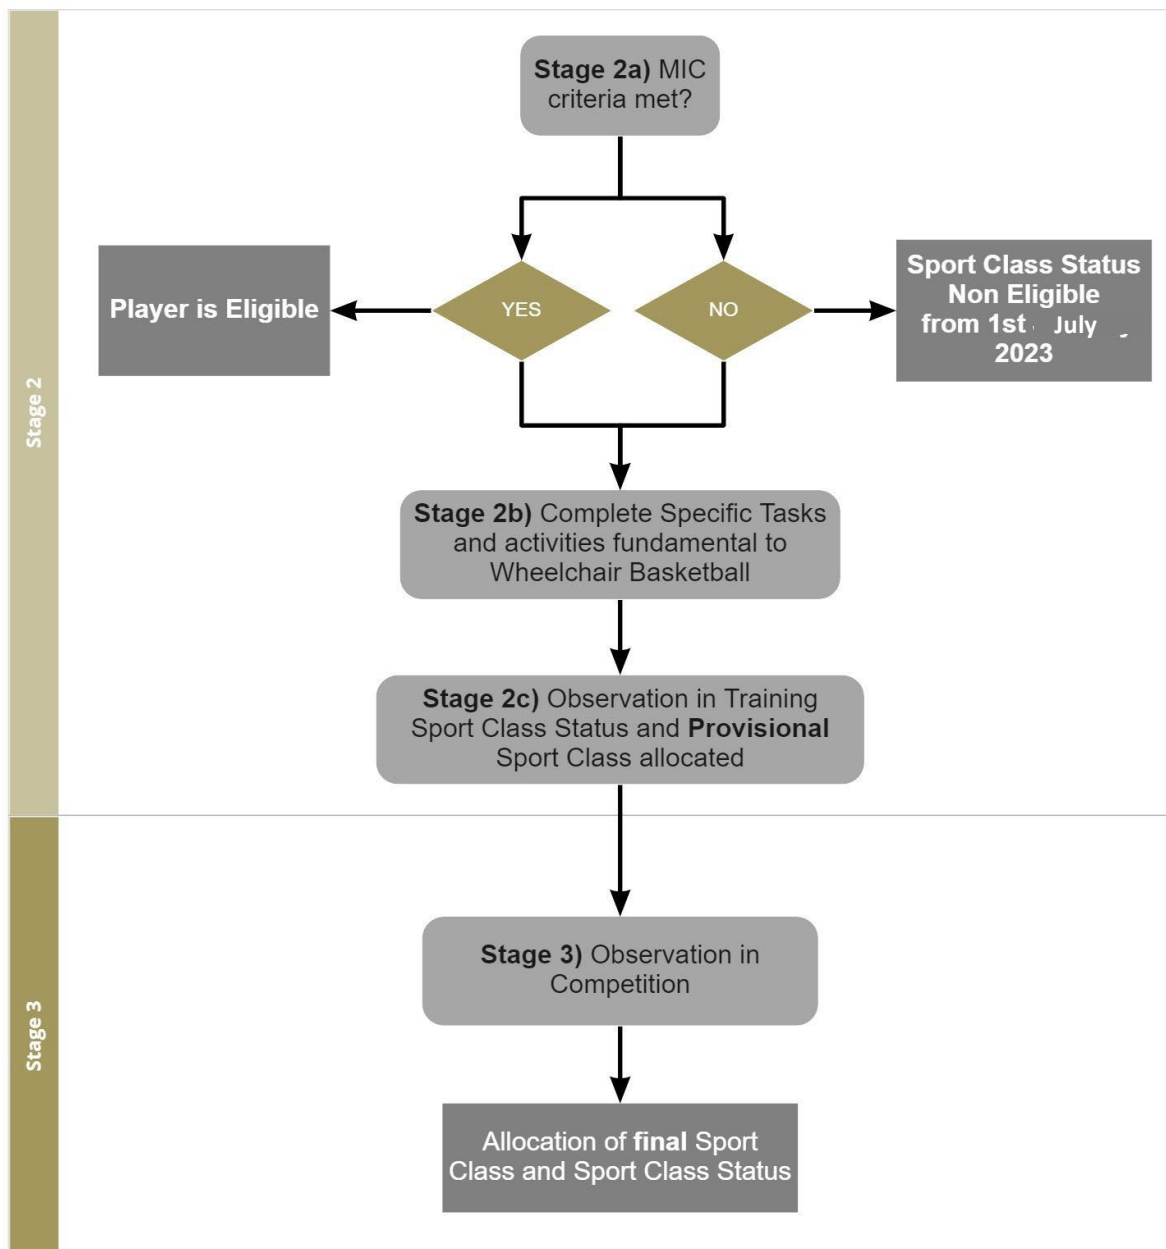 Stage 2
Stage 2a) MIC
criteria met?
YES
NO
Player is Eligible
Sport Class Status
Non Eligible
from 1st July
2023
Stage 2b) Complete Specific Tasks
and activities fundamental to
Wheelchair Basketball
Stage 2c) Observation in Training
Sport Class Status and Provisional
Sport Class allocated
Stage 3
Stage 3) Observation in
Competition
Allocation of final Sport
Class and Sport Class Status